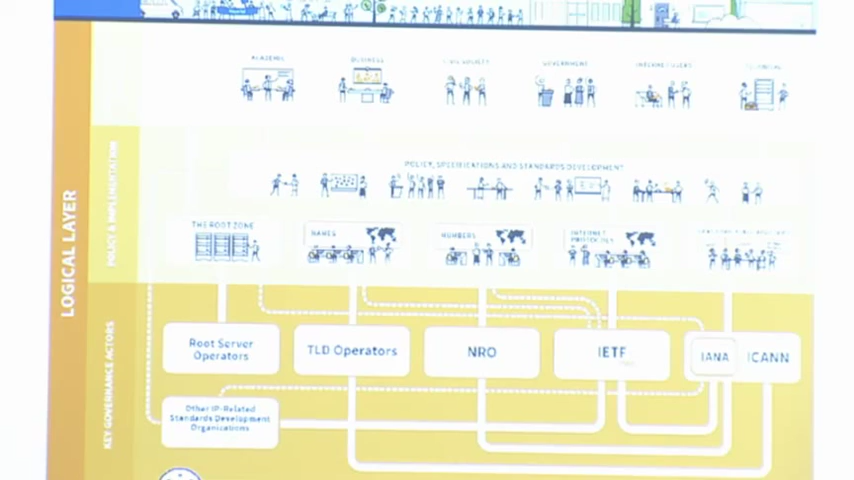 ACADEMIC
BUSINESS
CIVIL SOCIETY
GOVERNMENT
TECHNICAL
POLICY, SPECIFICATIONS AND STANDARDS DEVELOPMENT
THE ROOT ZONE
NAMES
NUMBERS
INTERNET
PROTOCOLS
LOGICAL LAYER
POLICY & IMPLEMENTATION
KEY GOVERNANCE ACTORS
Root Server
Operators
TLD Operators
NRO
IETF
IANA
ICANN
Other IP-Related
Standards Development
Organizations